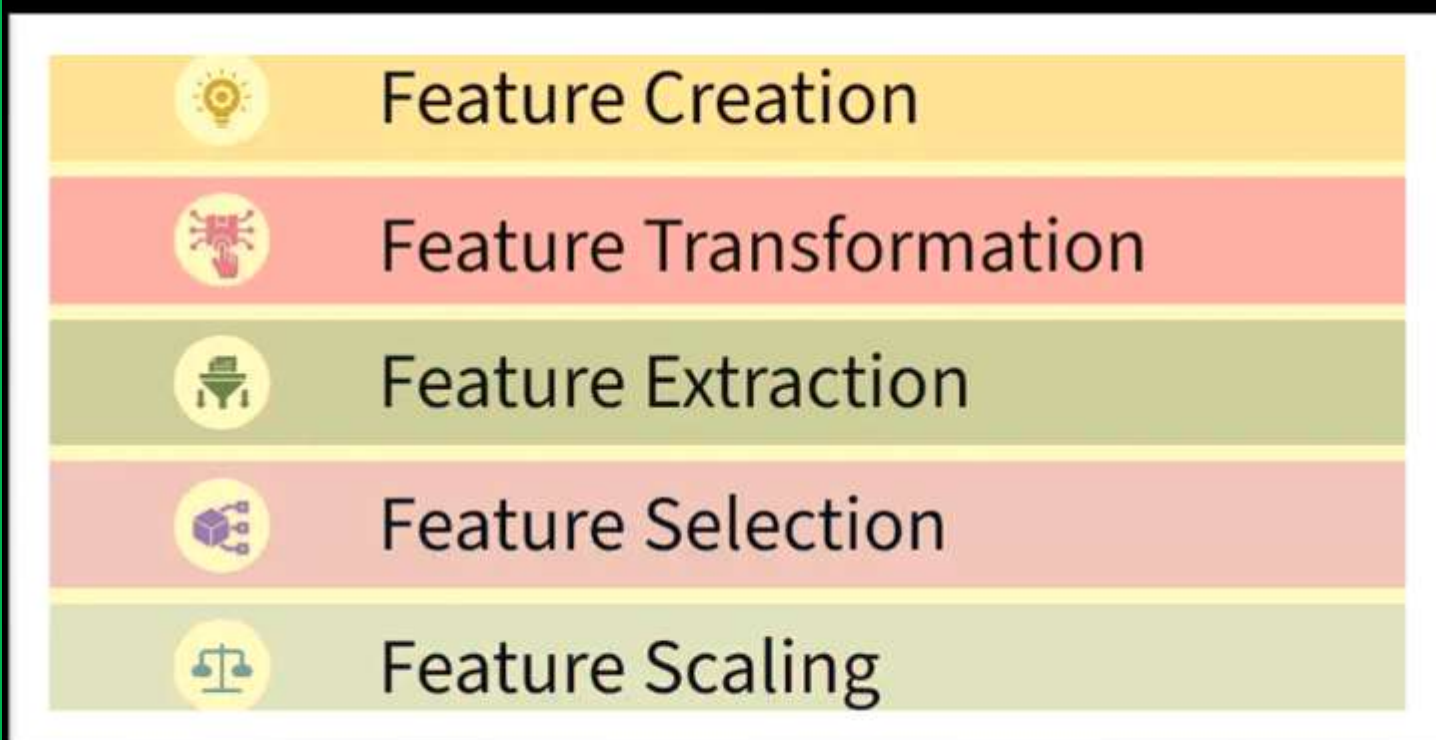 Feature Creation
Feature Transformation
Feature Extraction
Feature Selection
Feature Scaling